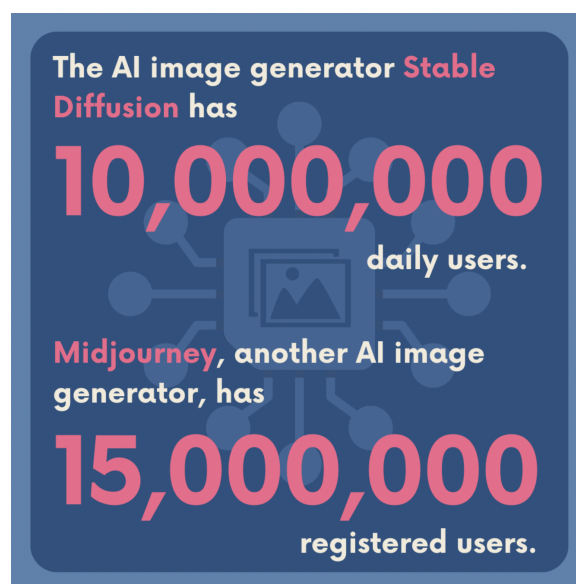 The AI image generator Stable
Diffusion has
10,000,000
daily users.
Midjourney, another AI image
generator, has
15,000,000
registered users.